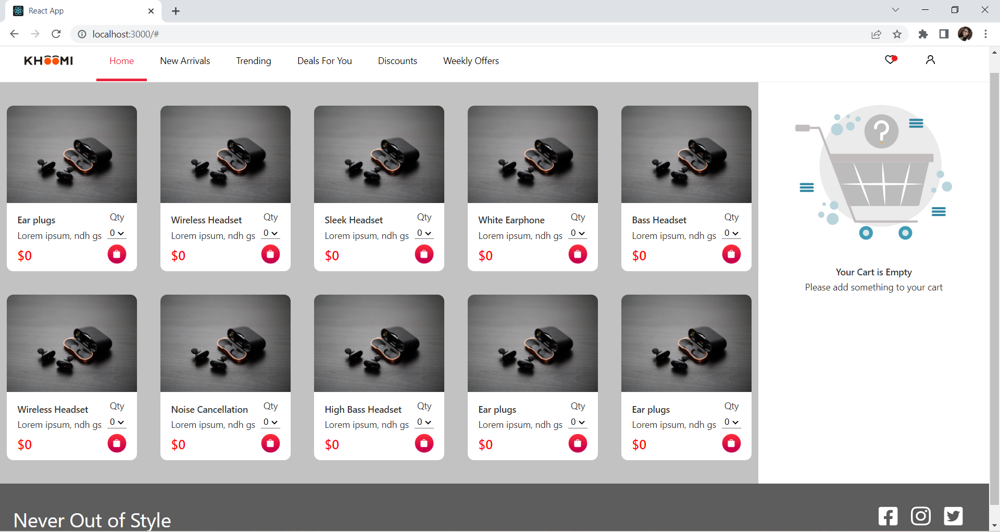 React App
localhost:3000/#
KHOOMI
Home New Arrivals Trending Deals For You Discounts Weekly Offers
Ear plugs Qty
Lorem ipsum, ndh gs 0
$0
Wireless Headset Qty
Lorem ipsum, ndh gs 0
$0
Sleek Headset Qty
Lorem ipsum, ndh gs 0
$0
White Earphone Qty
Lorem ipsum, ndh gs 0
$0
Bass Headset Qty
Lorem ipsum, ndh gs 0
$0
?
Your Cart is Empty
Please add something to your cart
Wireless Headset Qty
Lorem ipsum, ndh gs 0
$0
Noise Cancellation Qty
Lorem ipsum, ndh gs 0
$0
High Bass Headset Qty
Lorem ipsum, ndh gs 0
$0
Ear plugs Qty
Lorem ipsum, ndh gs 0
$0
Ear plugs Qty
Lorem ipsum, ndh gs 0
$0
Never Out of Style